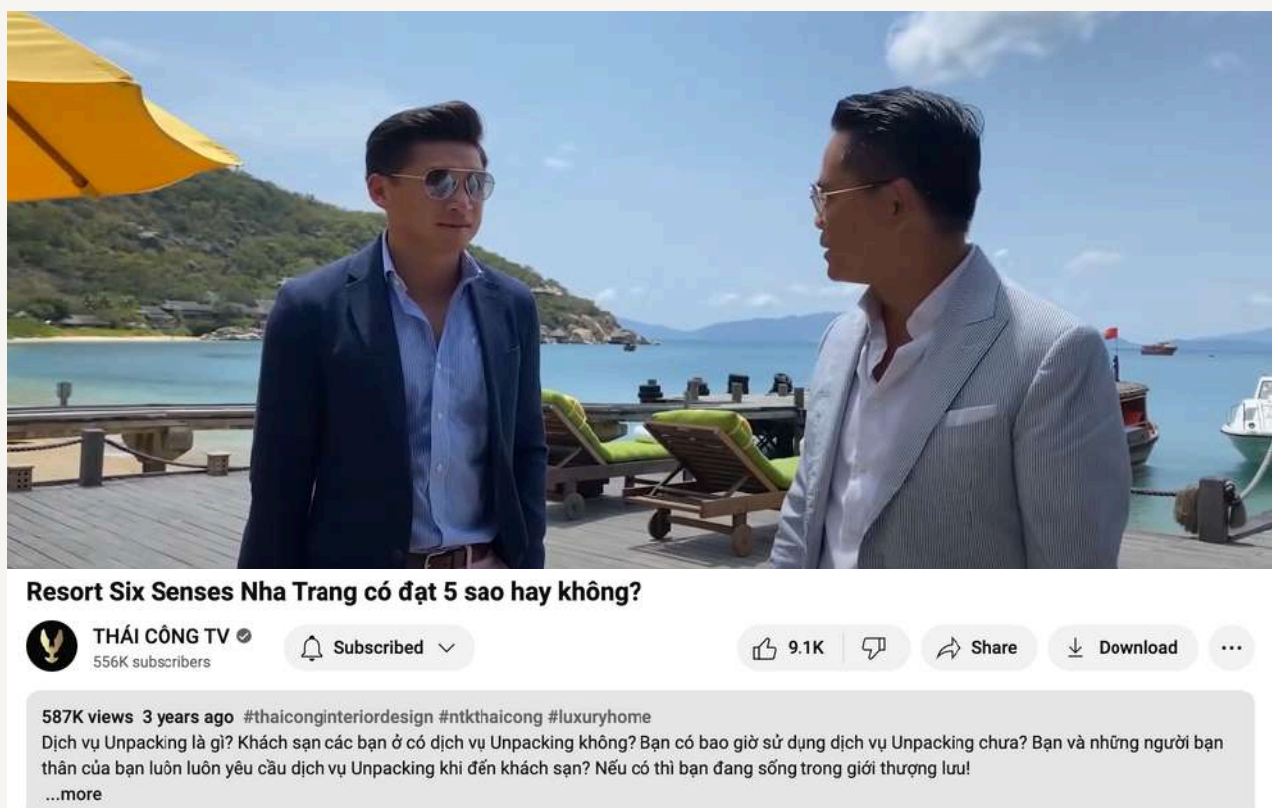 Resort Six Senses Nha Trang có đạt 5 sao hay không?
THÁI CÔNG TV
556K subscribers
Subscribed
9.1K
Share
Download
587K views 3 years ago #thaiconginteriordesign #ntkthaicong #luxuryhome
Dịch vụ Unpacking là gì? Khách sạn các bạn ở có dịch vụ Unpacking không? Bạn có bao giờ sử dụng dịch vụ Unpacking chưa? Bạn và những người bạn
thân của bạn luôn luôn yêu cầu dịch vụ Unpacking khi đến khách sạn? Nếu có thì bạn đang sống trong giới thượng lưu!
...more